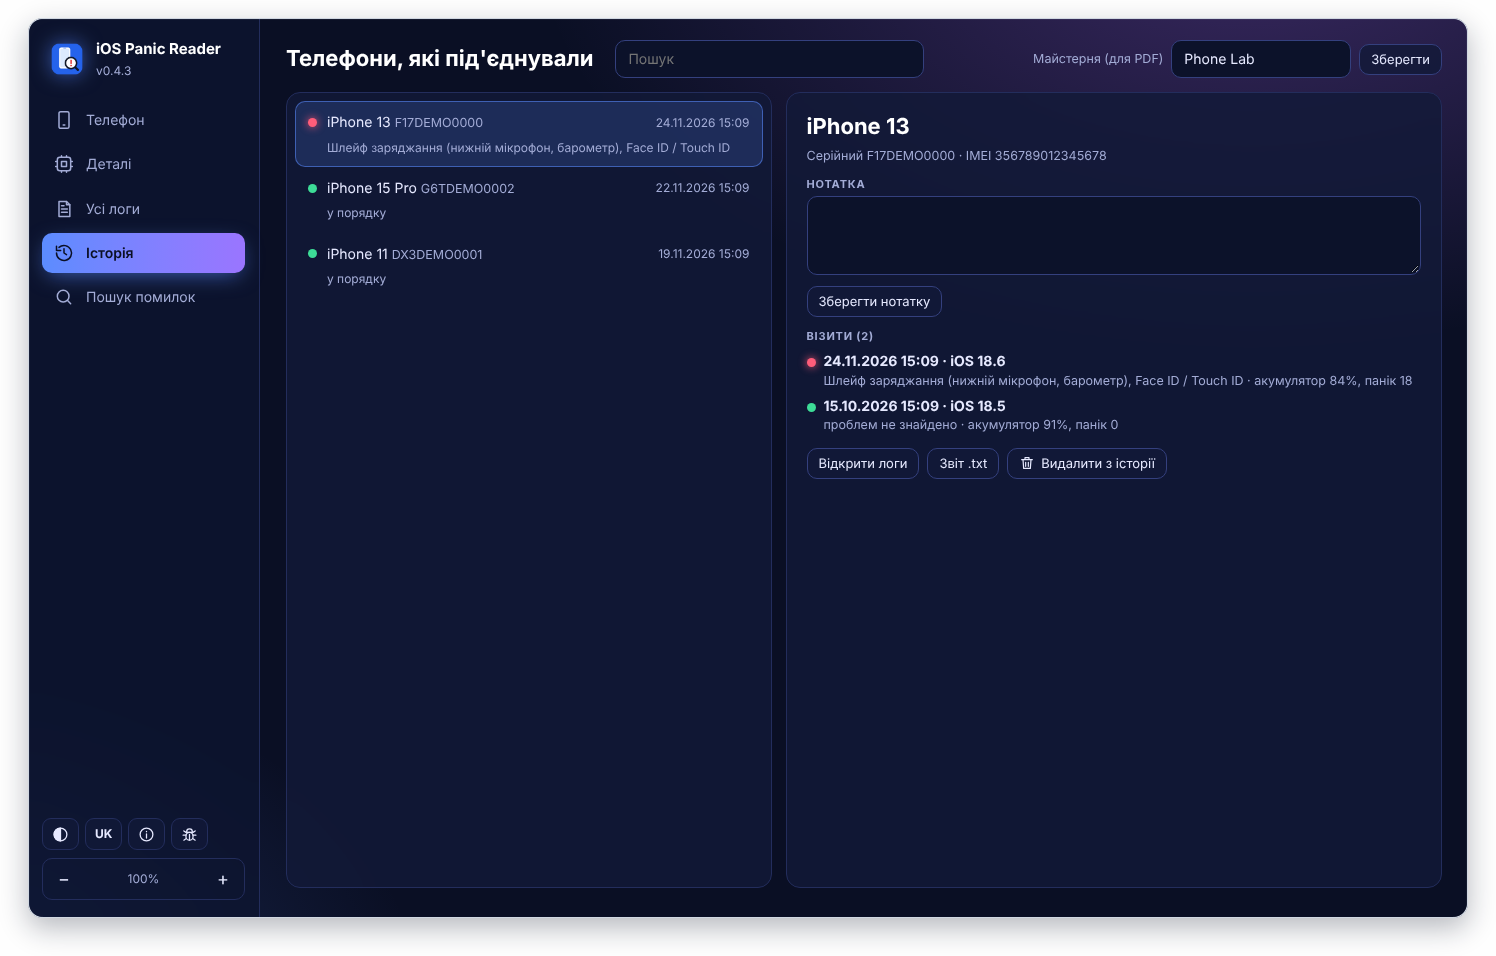 iOS Panic Reader
v0.4.3
Телефон
Деталі
Усі логи
Історія
Пошук помилок
UK
− 100% +
Телефони, які під'єднували
Пошук
Майстерня (для PDF) Phone Lab Зберегти
iPhone 13 F17DEMO0000 24.11.2026 15:09
Шлейф заряджання (нижній мікрофон, барометр), Face ID / Touch ID
iPhone 15 Pro G6TDEMO0002 22.11.2026 15:09
у порядку
iPhone 11 DX3DEMO0001 19.11.2026 15:09
у порядку
iPhone 13
Серійний F17DEMO0000 · IMEI 356789012345678
НОТАТКА
Зберегти нотатку
ВІЗИТИ (2)
24.11.2026 15:09 · iOS 18.6
Шлейф заряджання (нижній мікрофон, барометр), Face ID / Touch ID · акумулятор 84%, панік 18
15.10.2026 15:09 · iOS 18.5
проблем не знайдено · акумулятор 91%, панік 0
Відкрити логи Звіт .txt Видалити з історії